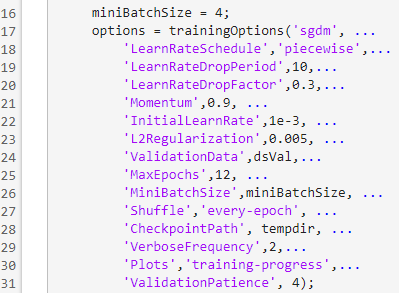 16 miniBatchSize = 4;
17 options = trainingOptions('sgdm', ...
18 'LearnRateSchedule','piecewise',...
19 'LearnRateDropPeriod',10,...
20 'LearnRateDropFactor',0.3,...
21 'Momentum',0.9, ...
22 'InitialLearnRate',1e-3, ...
23 'L2Regularization',0.005, ...
24 'ValidationData',dsVal,...
25 'MaxEpochs',12, ...
26 'MiniBatchSize',miniBatchSize, ...
27 'Shuffle','every-epoch', ...
28 'CheckpointPath', tempdir, ...
29 'VerboseFrequency',2,...
30 'Plots','training-progress',...
31 'ValidationPatience', 4);